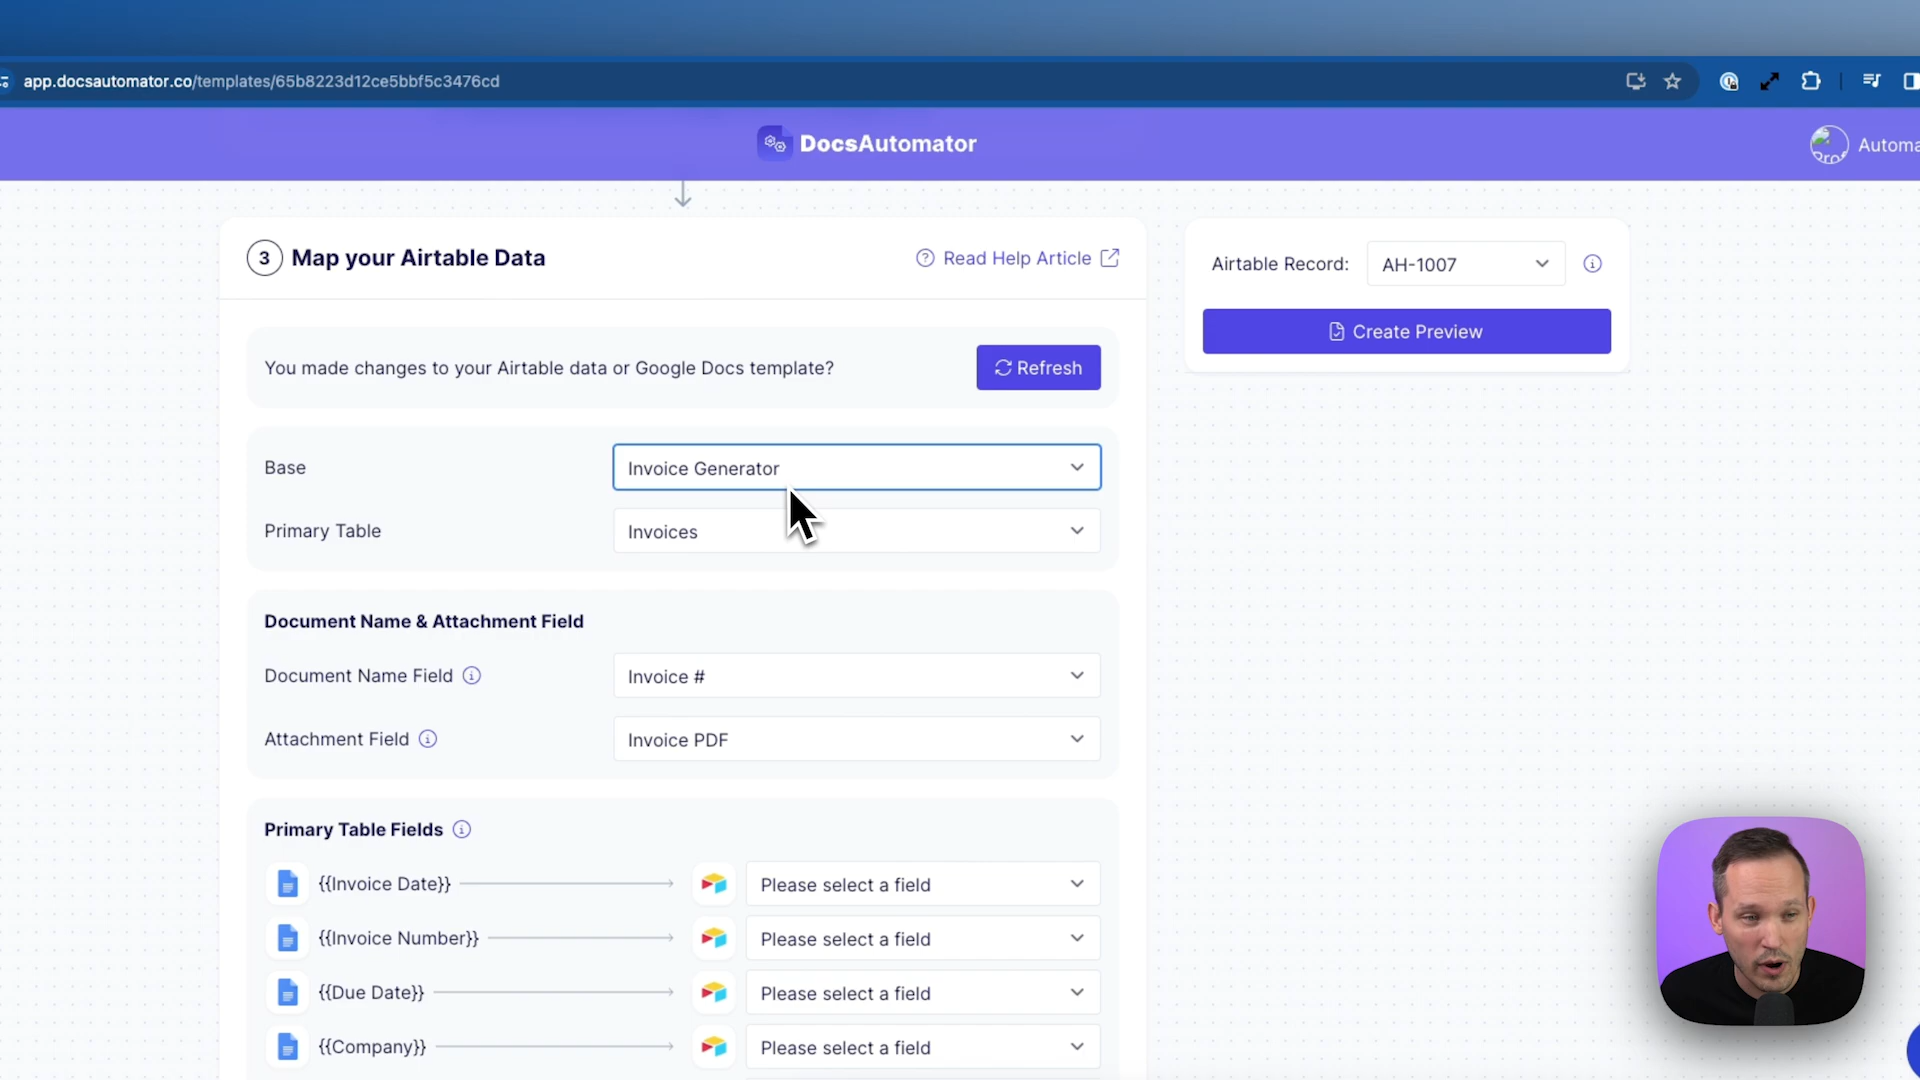 app.docsautomator.co/templates/65b8223d12ce5bbf5c3476cd
DocsAutomator
3 Map your Airtable Data
Read Help Article
Airtable Record: AH-1007
Create Preview
You made changes to your Airtable data or Google Docs template? Refresh
Base Invoice Generator
Primary Table Invoices
Document Name & Attachment Field
Document Name Field Invoice #
Attachment Field Invoice PDF
Primary Table Fields
{{Invoice Date}} Please select a field
{{Invoice Number}} Please select a field
{{Due Date}} Please select a field
{{Company}} Please select a field